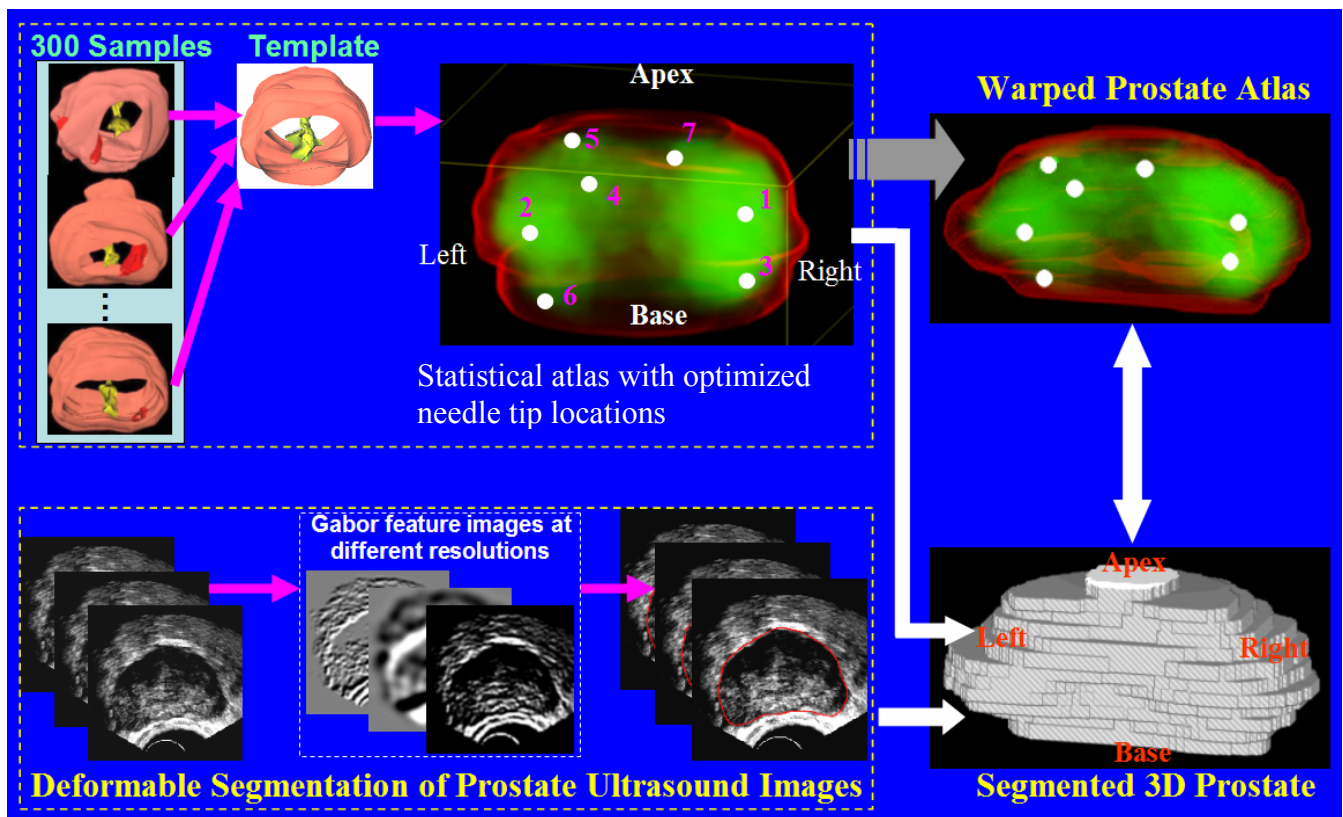 300 Samples
Template
Apex
5
7
4
1
2
Left
3
Right
6
Base
Statistical atlas with optimized
needle tip locations
Warped Prostate Atlas
Gabor feature images at
different resolutions
Deformable Segmentation of Prostate Ultrasound Images
Apex
Left
Right
Base
Segmented 3D Prostate